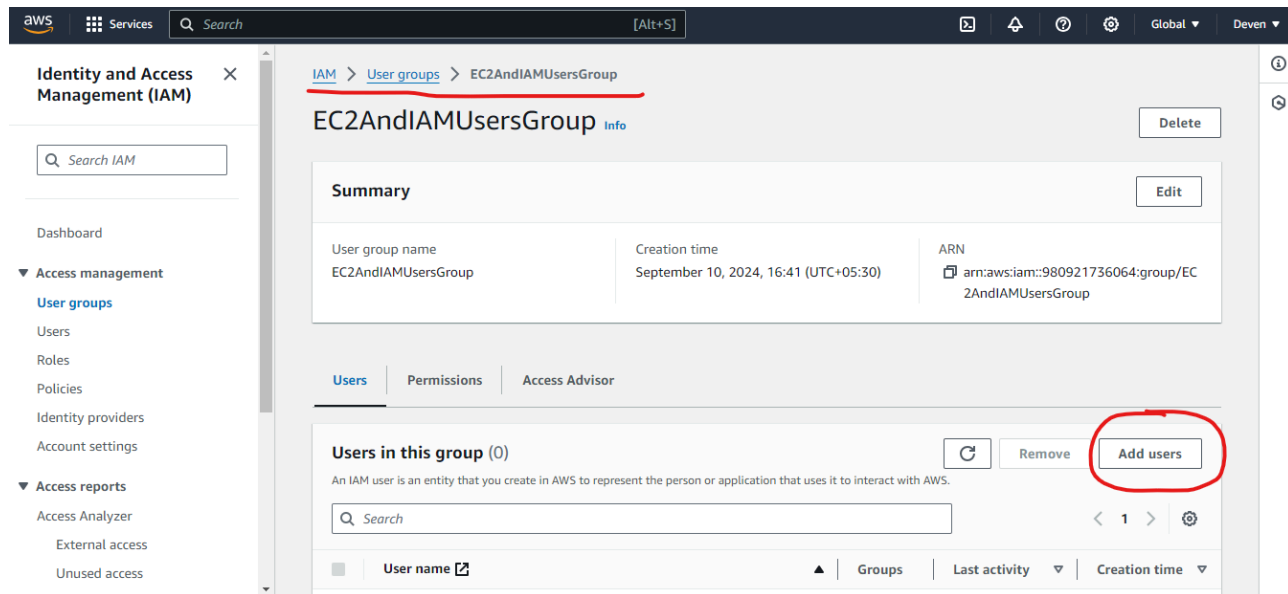 aws Services Search [Alt+S] Global Deven
Identity and Access
Management (IAM)
Search IAM
Dashboard
Access management
User groups
Users
Roles
Policies
Identity providers
Account settings
Access reports
Access Analyzer
External access
Unused access
IAM > User groups > EC2AndIAMUsersGroup
EC2AndIAMUsersGroup Info
Delete
Summary
Edit
User group name
EC2AndIAMUsersGroup
Creation time
September 10, 2024, 16:41 (UTC+05:30)
ARN
arn:aws:iam::980921736064:group/EC
2AndIAMUsersGroup
Users Permissions Access Advisor
Users in this group (0)
Remove Add users
An IAM user is an entity that you create in AWS to represent the person or application that uses it to interact with AWS.
Search
1
User name Groups Last activity Creation time